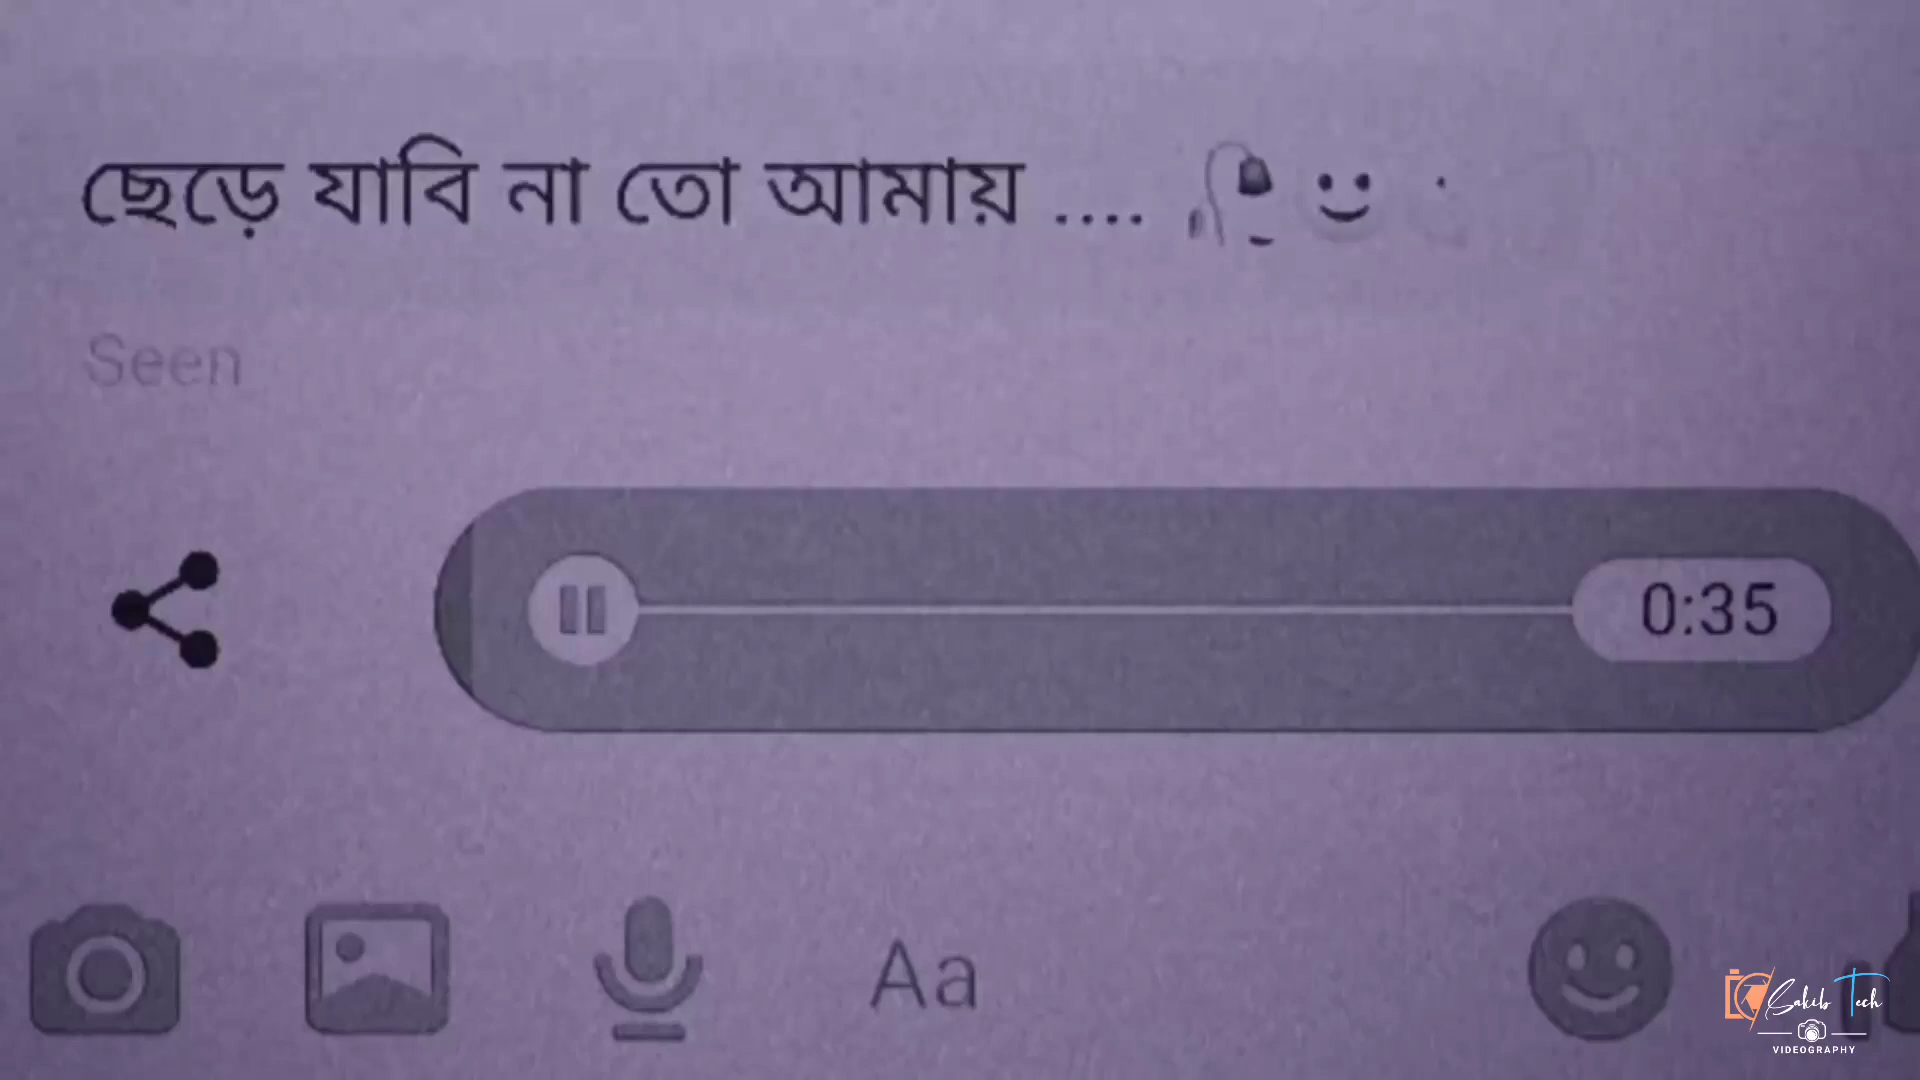 ছেড়ে যাবি না তো আমায় ....
Seen
0:35
Aa
Sakib Tech
VIDEOGRAPHY